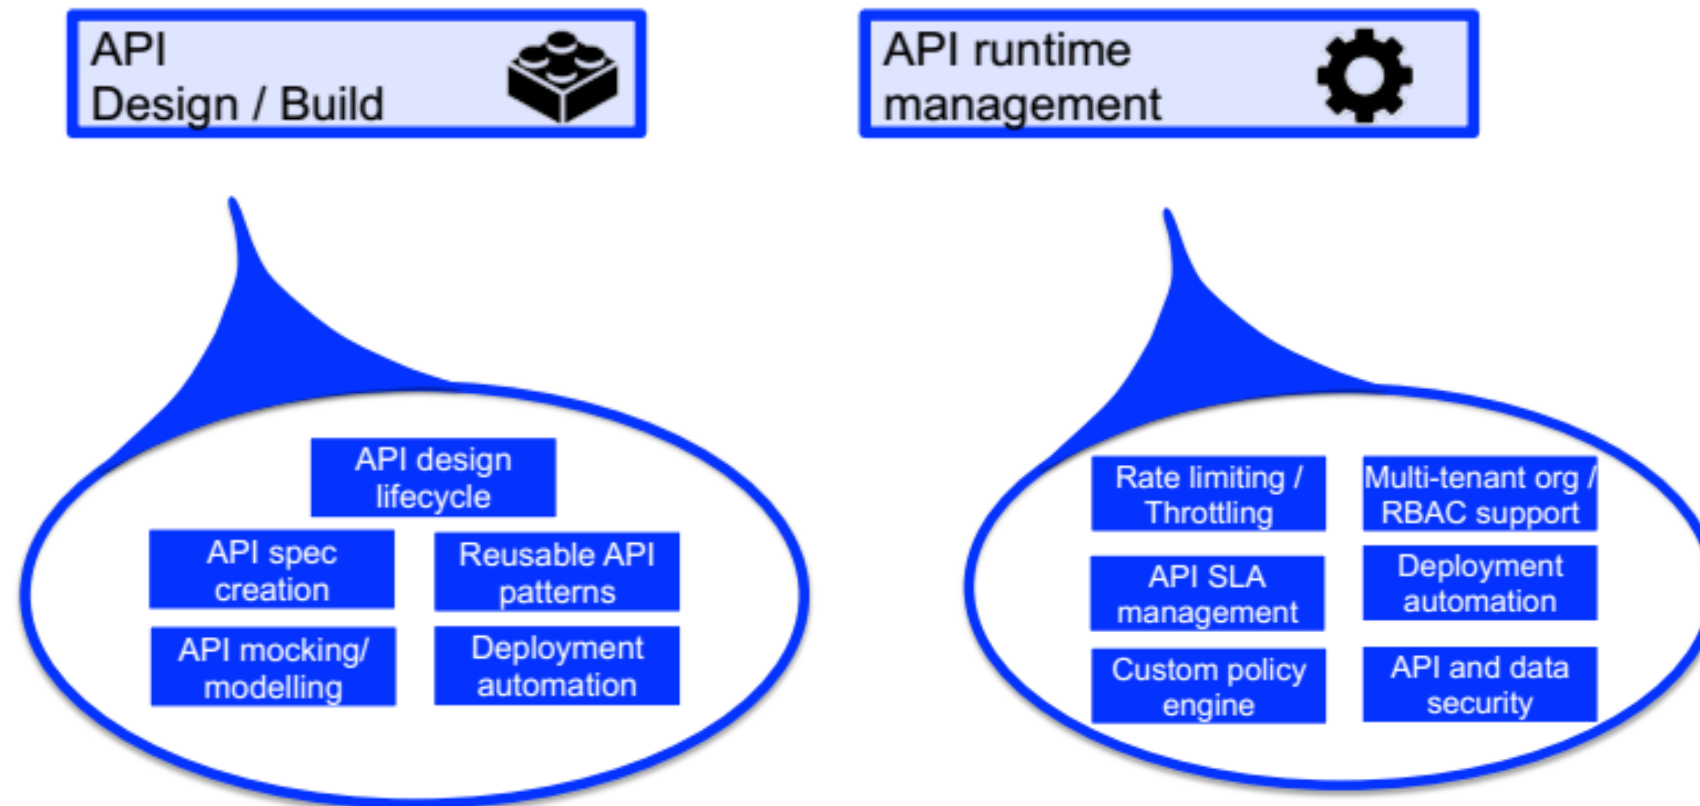 API
Design / Build
API runtime
management
API design
lifecycle
API spec
creation
Reusable API
patterns
API mocking/
modelling
Deployment
automation
Rate limiting /
Throttling
Multi-tenant org /
RBAC support
API SLA
management
Deployment
automation
Custom policy
engine
API and data
security